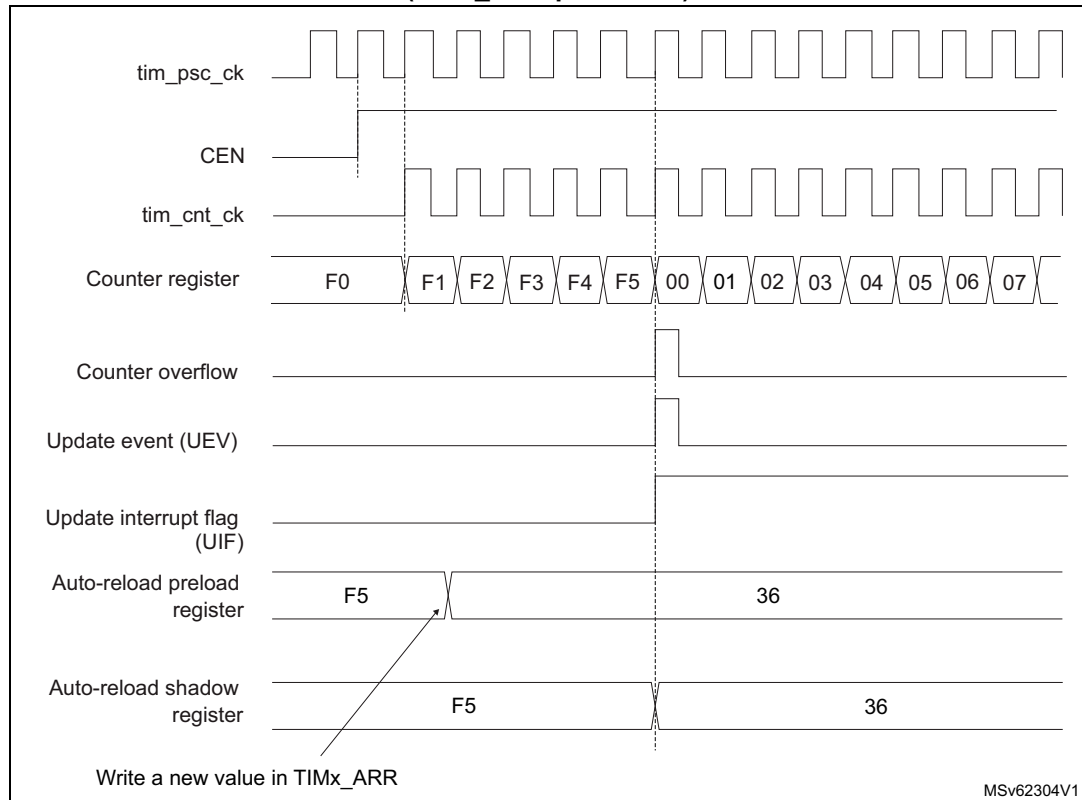 tim_psc_ck
CEN
tim_cnt_ck
Counter register F0 F1 F2 F3 F4 F5 00 01 02 03 04 05 06 07
Counter overflow
Update event (UEV)
Update interrupt flag
(UIF)
Auto-reload preload
register
F5 36
Auto-reload shadow
register
F5 36
Write a new value in TIMx_ARR
MSv62304V1